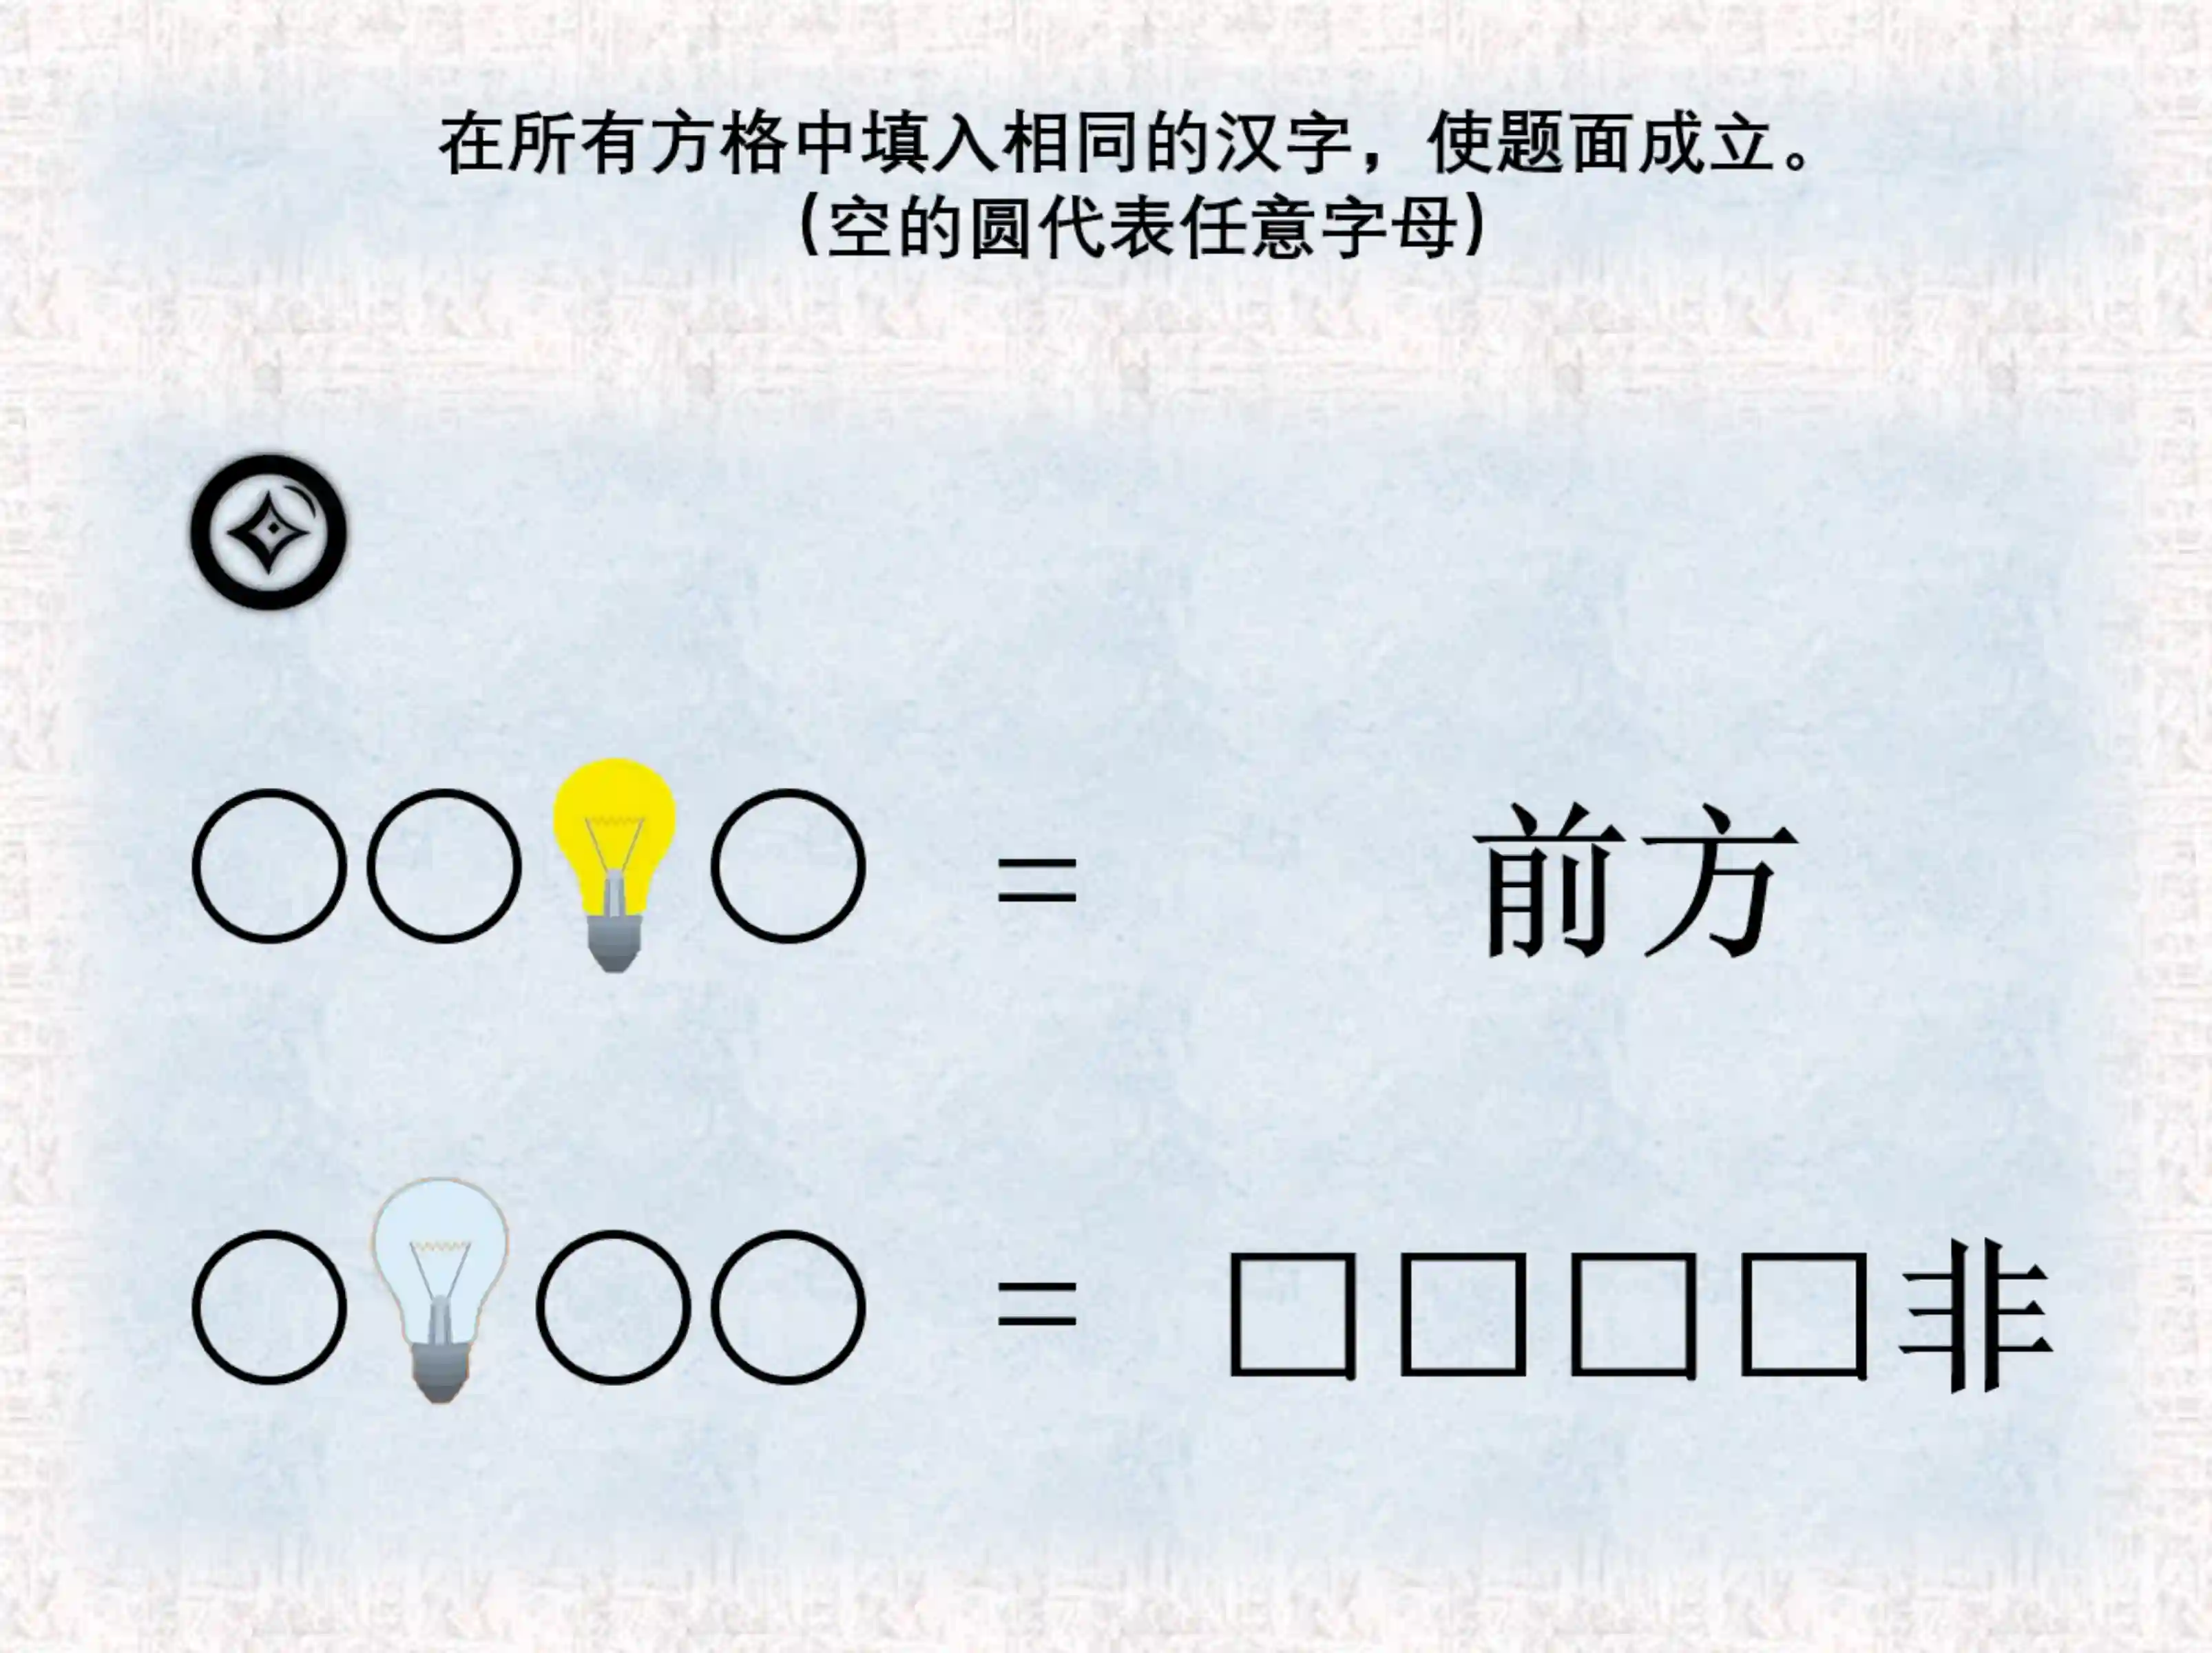 在所有方格中填入相同的汉字，使题面成立。
（空的圆代表任意字母）
○○○ = 前方
○○○ = □□□□非